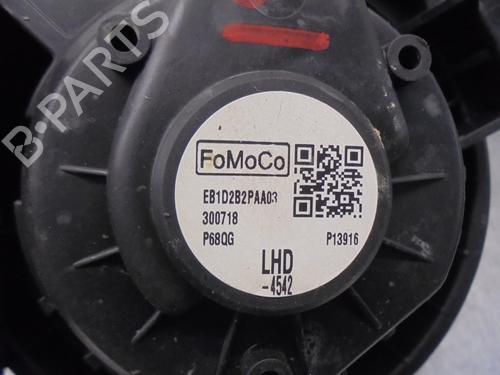 B-PARTS
FoMoCo
EB1D2B2PAA03
300718
P68QG P13916
LHD
-4542